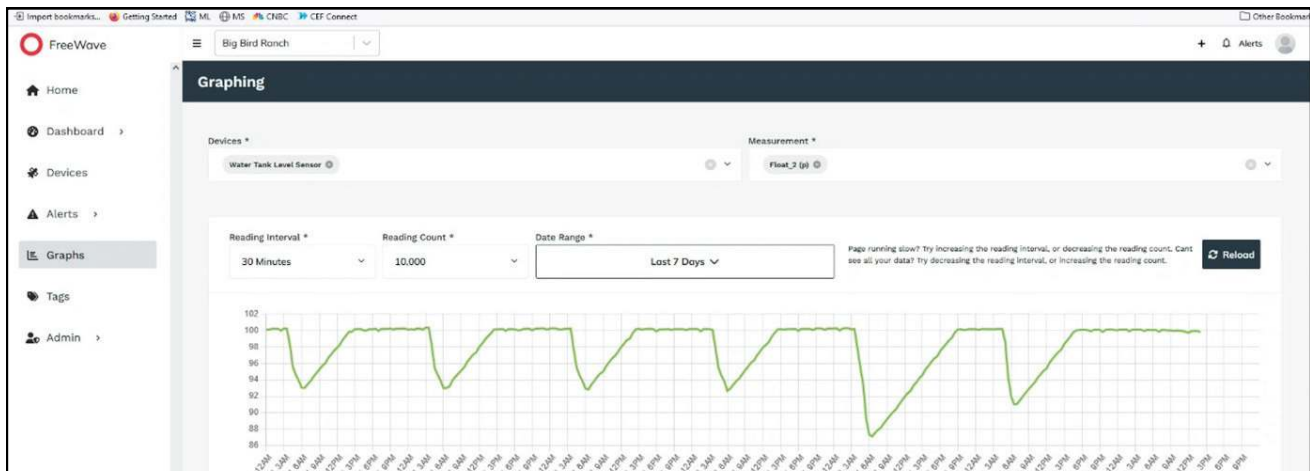 Import bookmarks... Getting Started ML MS CNBC CEF Connect Other Bookmar
FreeWave Big Bird Ranch + Alerts
Graphing
Home
Dashboard >
Devices
Alerts >
Graphs
Tags
Admin >
Devices * Measurement *
Water Tank Level Sensor Float_2 (p)
Reading Interval * Reading Count * Date Range *
30 Minutes 10,000 Last 7 Days
Page running slow? Try increasing the reading interval, or decreasing the reading count. Cant
see all your data? Try decreasing the reading interval, or increasing the reading count.
Reload
102
100
98
96
94
92
90
88
86